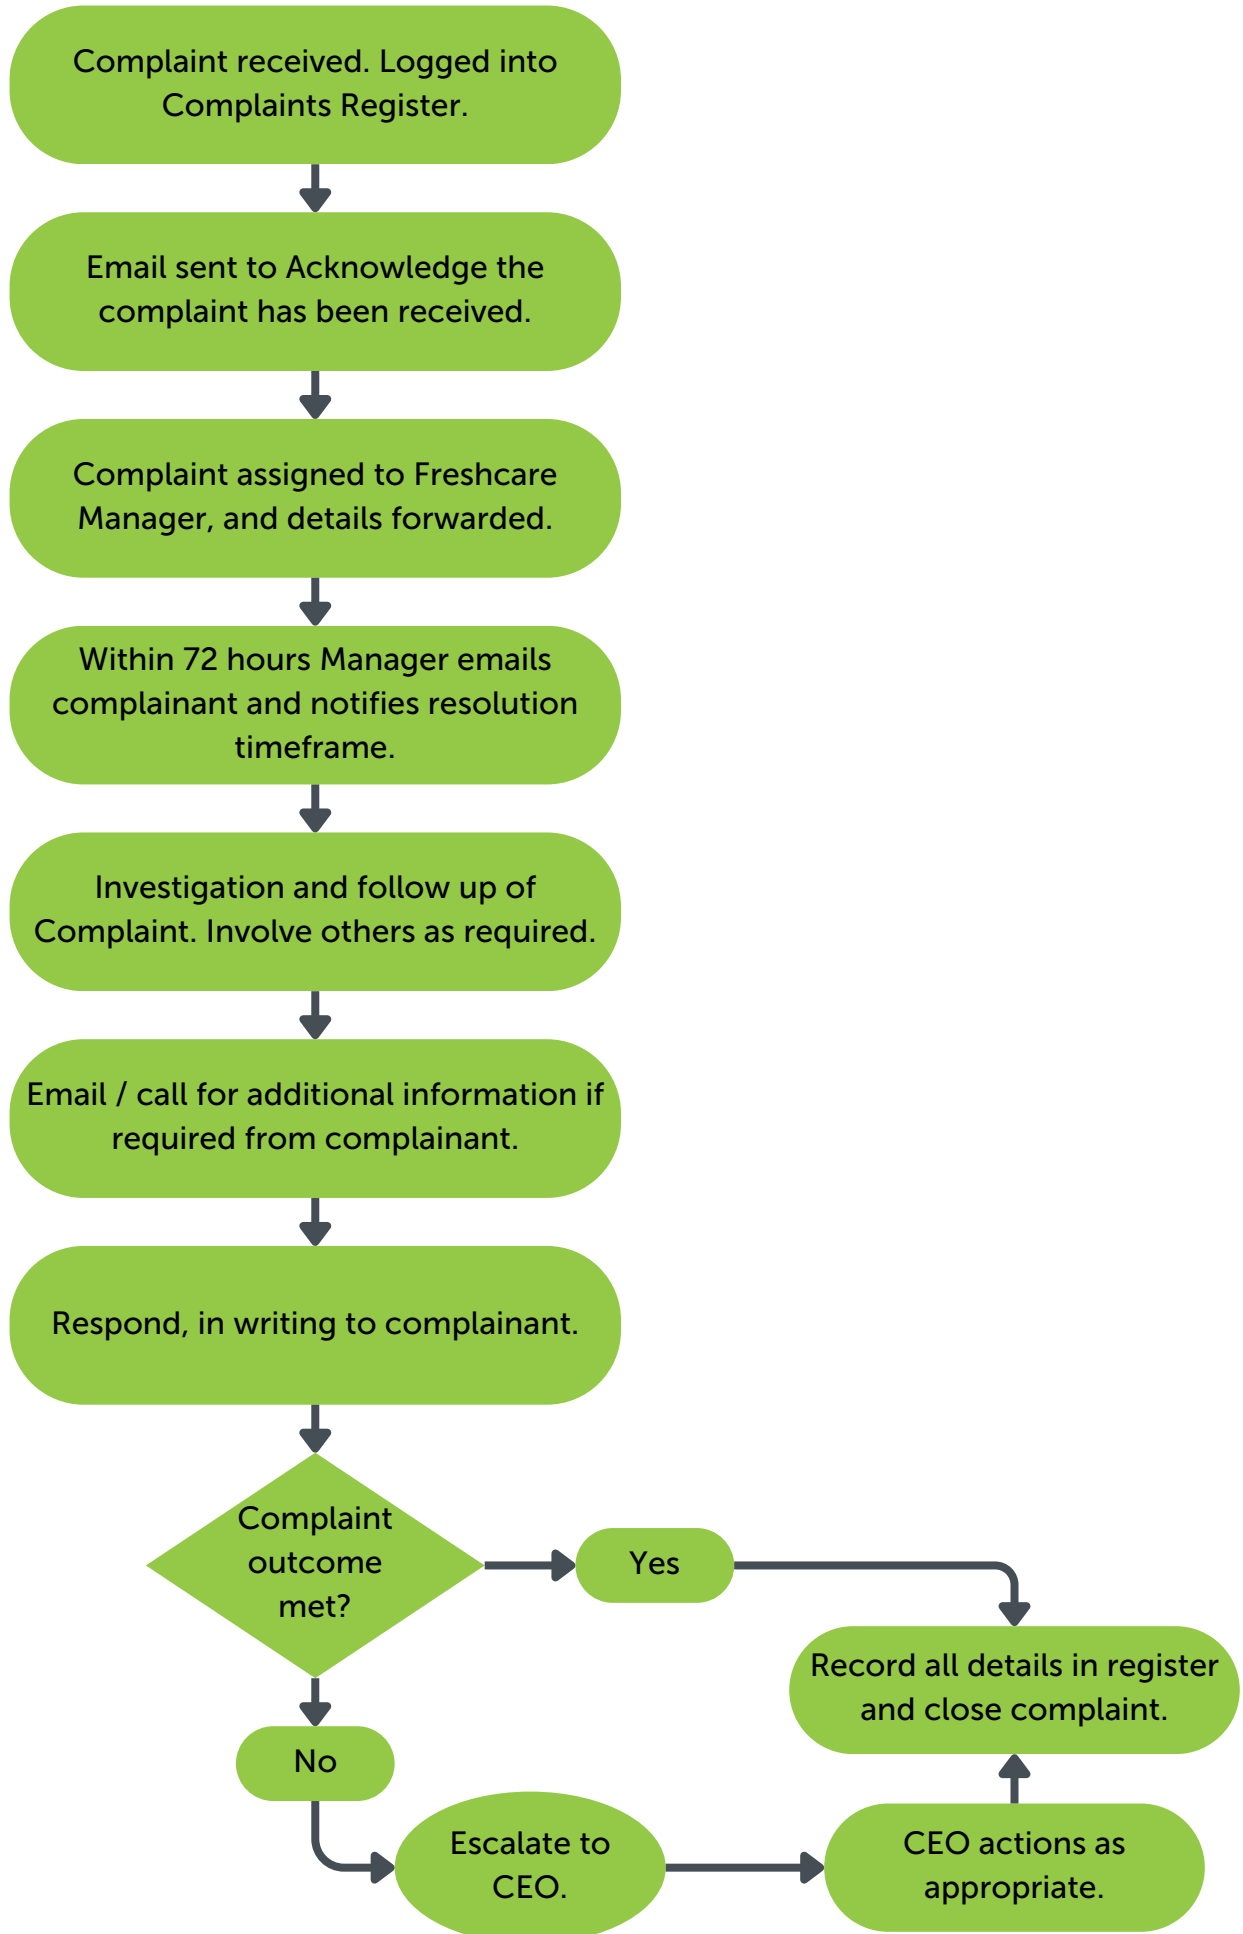 Complaint received. Logged into
Complaints Register.
Email sent to Acknowledge the
complaint has been received.
Complaint assigned to Freshcare
Manager, and details forwarded.
Within 72 hours Manager emails
complainant and notifies resolution
timeframe.
Investigation and follow up of
Complaint. Involve others as required.
Email / call for additional information if
required from complainant.
Respond, in writing to complainant.
Complaint
outcome
met?
Yes
Record all details in register
and close complaint.
No
Escalate to
CEO.
CEO actions as
appropriate.